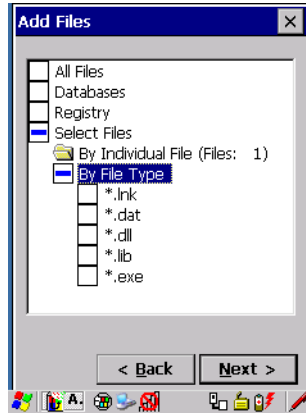 Add Files
All Files
Databases
Registry
Select Files
By Individual File (Files: 1)
By File Type
*.lnk
*.dat
*.dll
*.lib
*.exe
< Back
Next >
A.